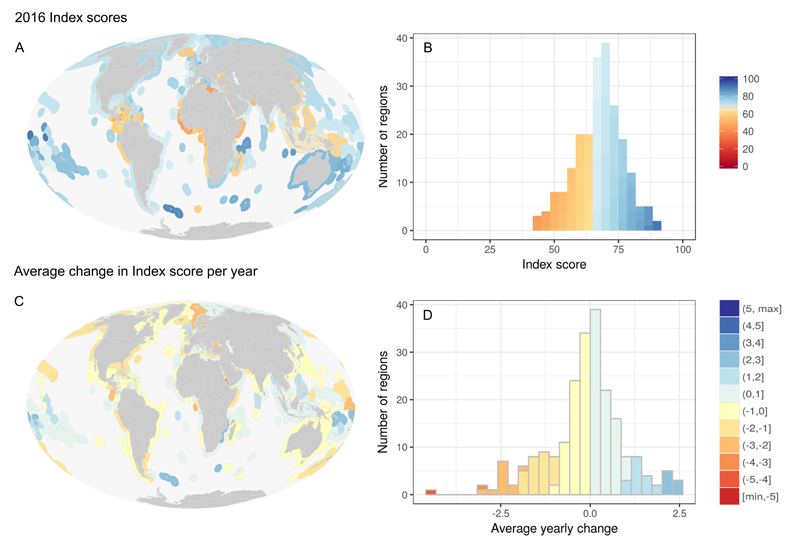 2016 Index scores
A
B
Number of regions
40
30
20
10
0
0
25
50
75
100
Index score
100
80
60
40
20
0
Average change in Index score per year
C
D
Number of regions
40
30
20
10
0
-2.5
0.0
2.5
Average yearly change
(5, max]
(4,5]
(3,4]
(2,3]
(1,2]
(0,1]
(-1,0]
(-2,-1]
(-3,-2]
(-4,-3]
(-5,-4]
[min,-5]